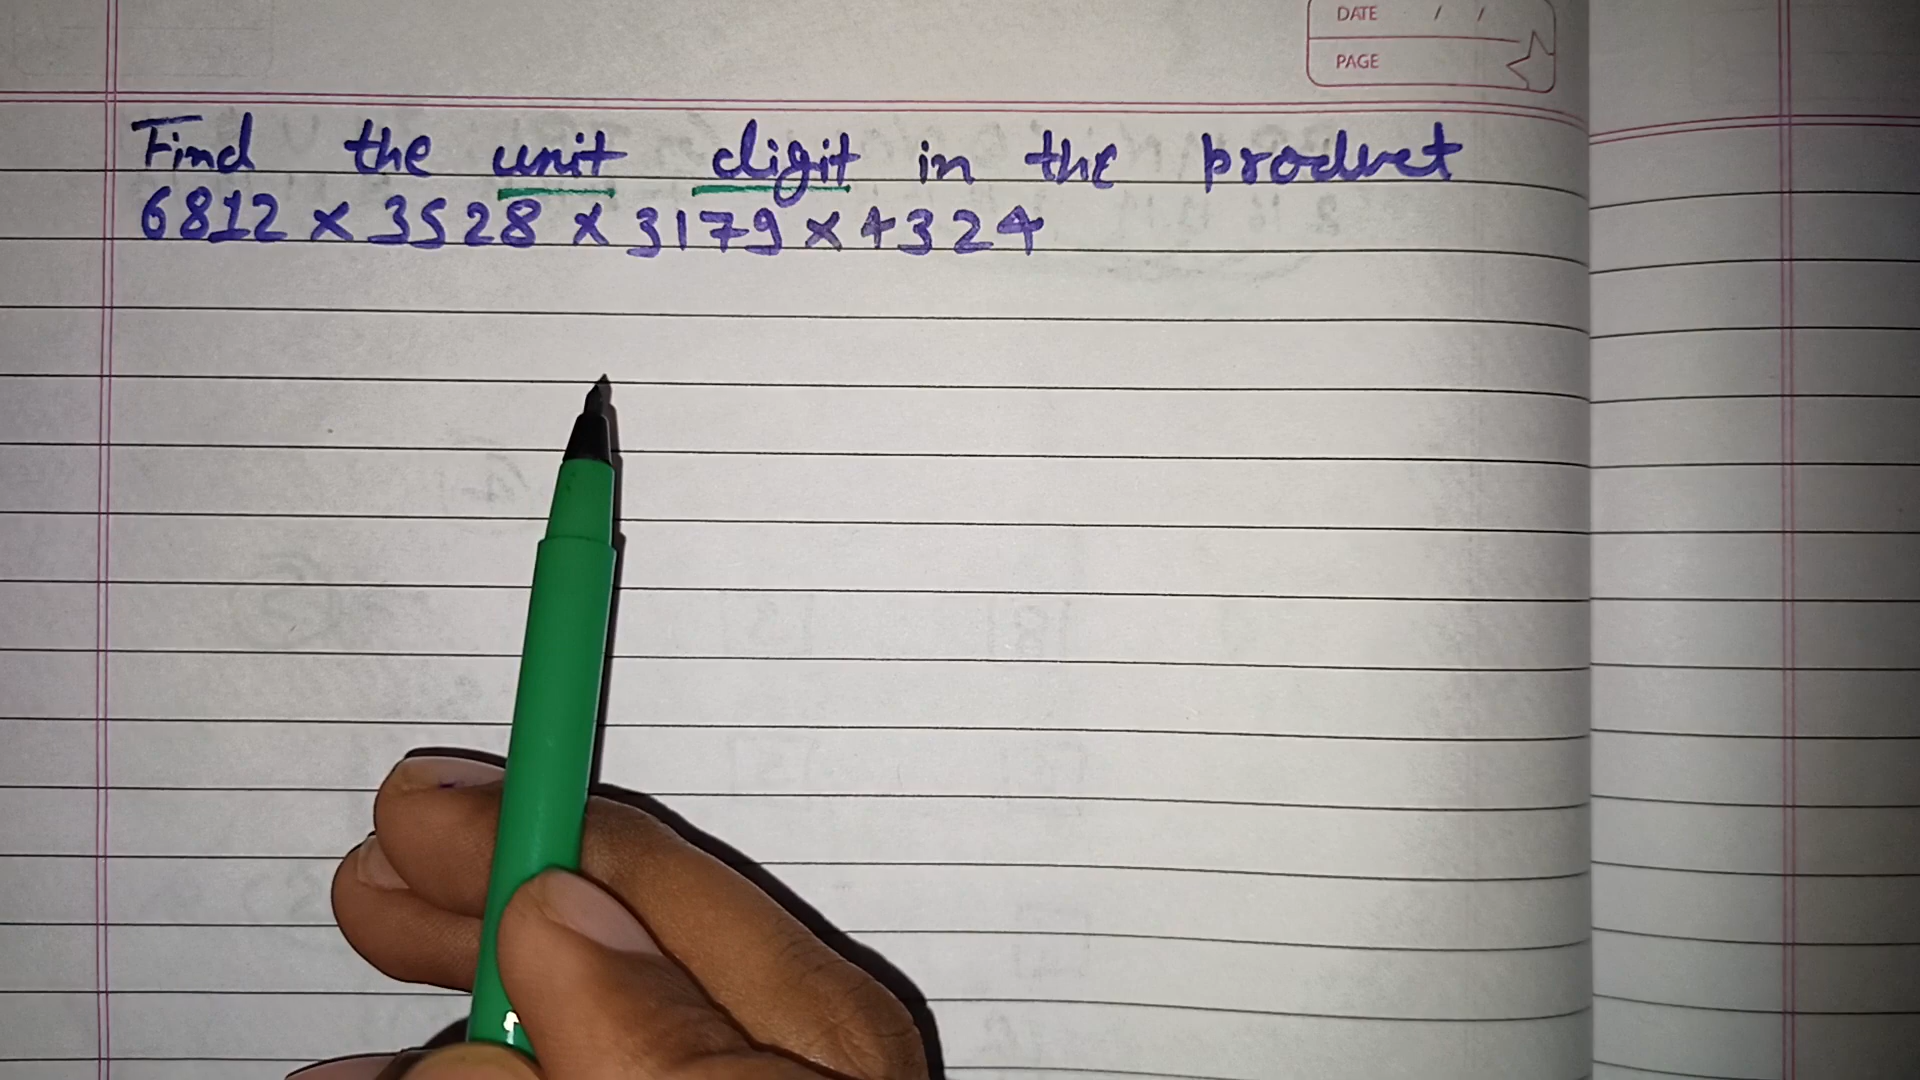 DATE / /
PAGE
Find the unit digit in the product
6812 × 3528 × 3179 × 4324